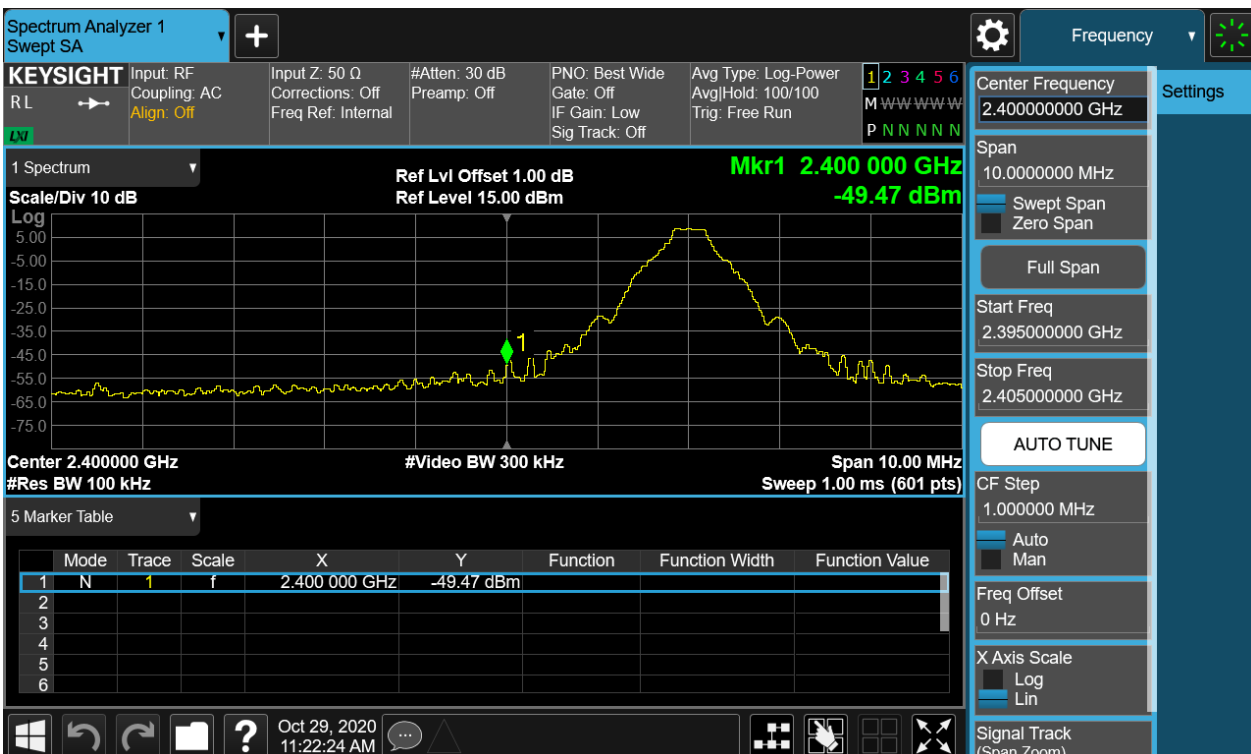 Spectrum Analyzer 1
Swept SA
Frequency
KEYSIGHT
R L
LXI
Input: RF
Coupling: AC
Align: Off
Input Z: 50 Ω
Corrections: Off
Freq Ref: Internal
#Atten: 30 dB
Preamp: Off
PNO: Best Wide
Gate: Off
IF Gain: Low
Sig Track: Off
Avg Type: Log-Power
Avg|Hold: 100/100
Trig: Free Run
1 2 3 4 5 6
M W W W W W
P N N N N N
1 Spectrum
Scale/Div 10 dB
Ref Lvl Offset 1.00 dB
Ref Level 15.00 dBm
Mkr1 2.400 000 GHz
-49.47 dBm
Log
5.00
-5.00
-15.0
-25.0
-35.0
-45.0
-55.0
-65.0
-75.0
1
Center 2.400000 GHz
#Res BW 100 kHz
#Video BW 300 kHz
Span 10.00 MHz
Sweep 1.00 ms (601 pts)
5 Marker Table
Mode Trace Scale X Y Function Function Width Function Value
1 N 1 f 2.400 000 GHz -49.47 dBm
2
3
4
5
6
Oct 29, 2020
11:22:24 AM
Center Frequency
2.400000000 GHz
Settings
Span
10.0000000 MHz
Swept Span
Zero Span
Full Span
Start Freq
2.395000000 GHz
Stop Freq
2.405000000 GHz
AUTO TUNE
CF Step
1.000000 MHz
Auto
Man
Freq Offset
0 Hz
X Axis Scale
Log
Lin
Signal Track
(Span Zoom)